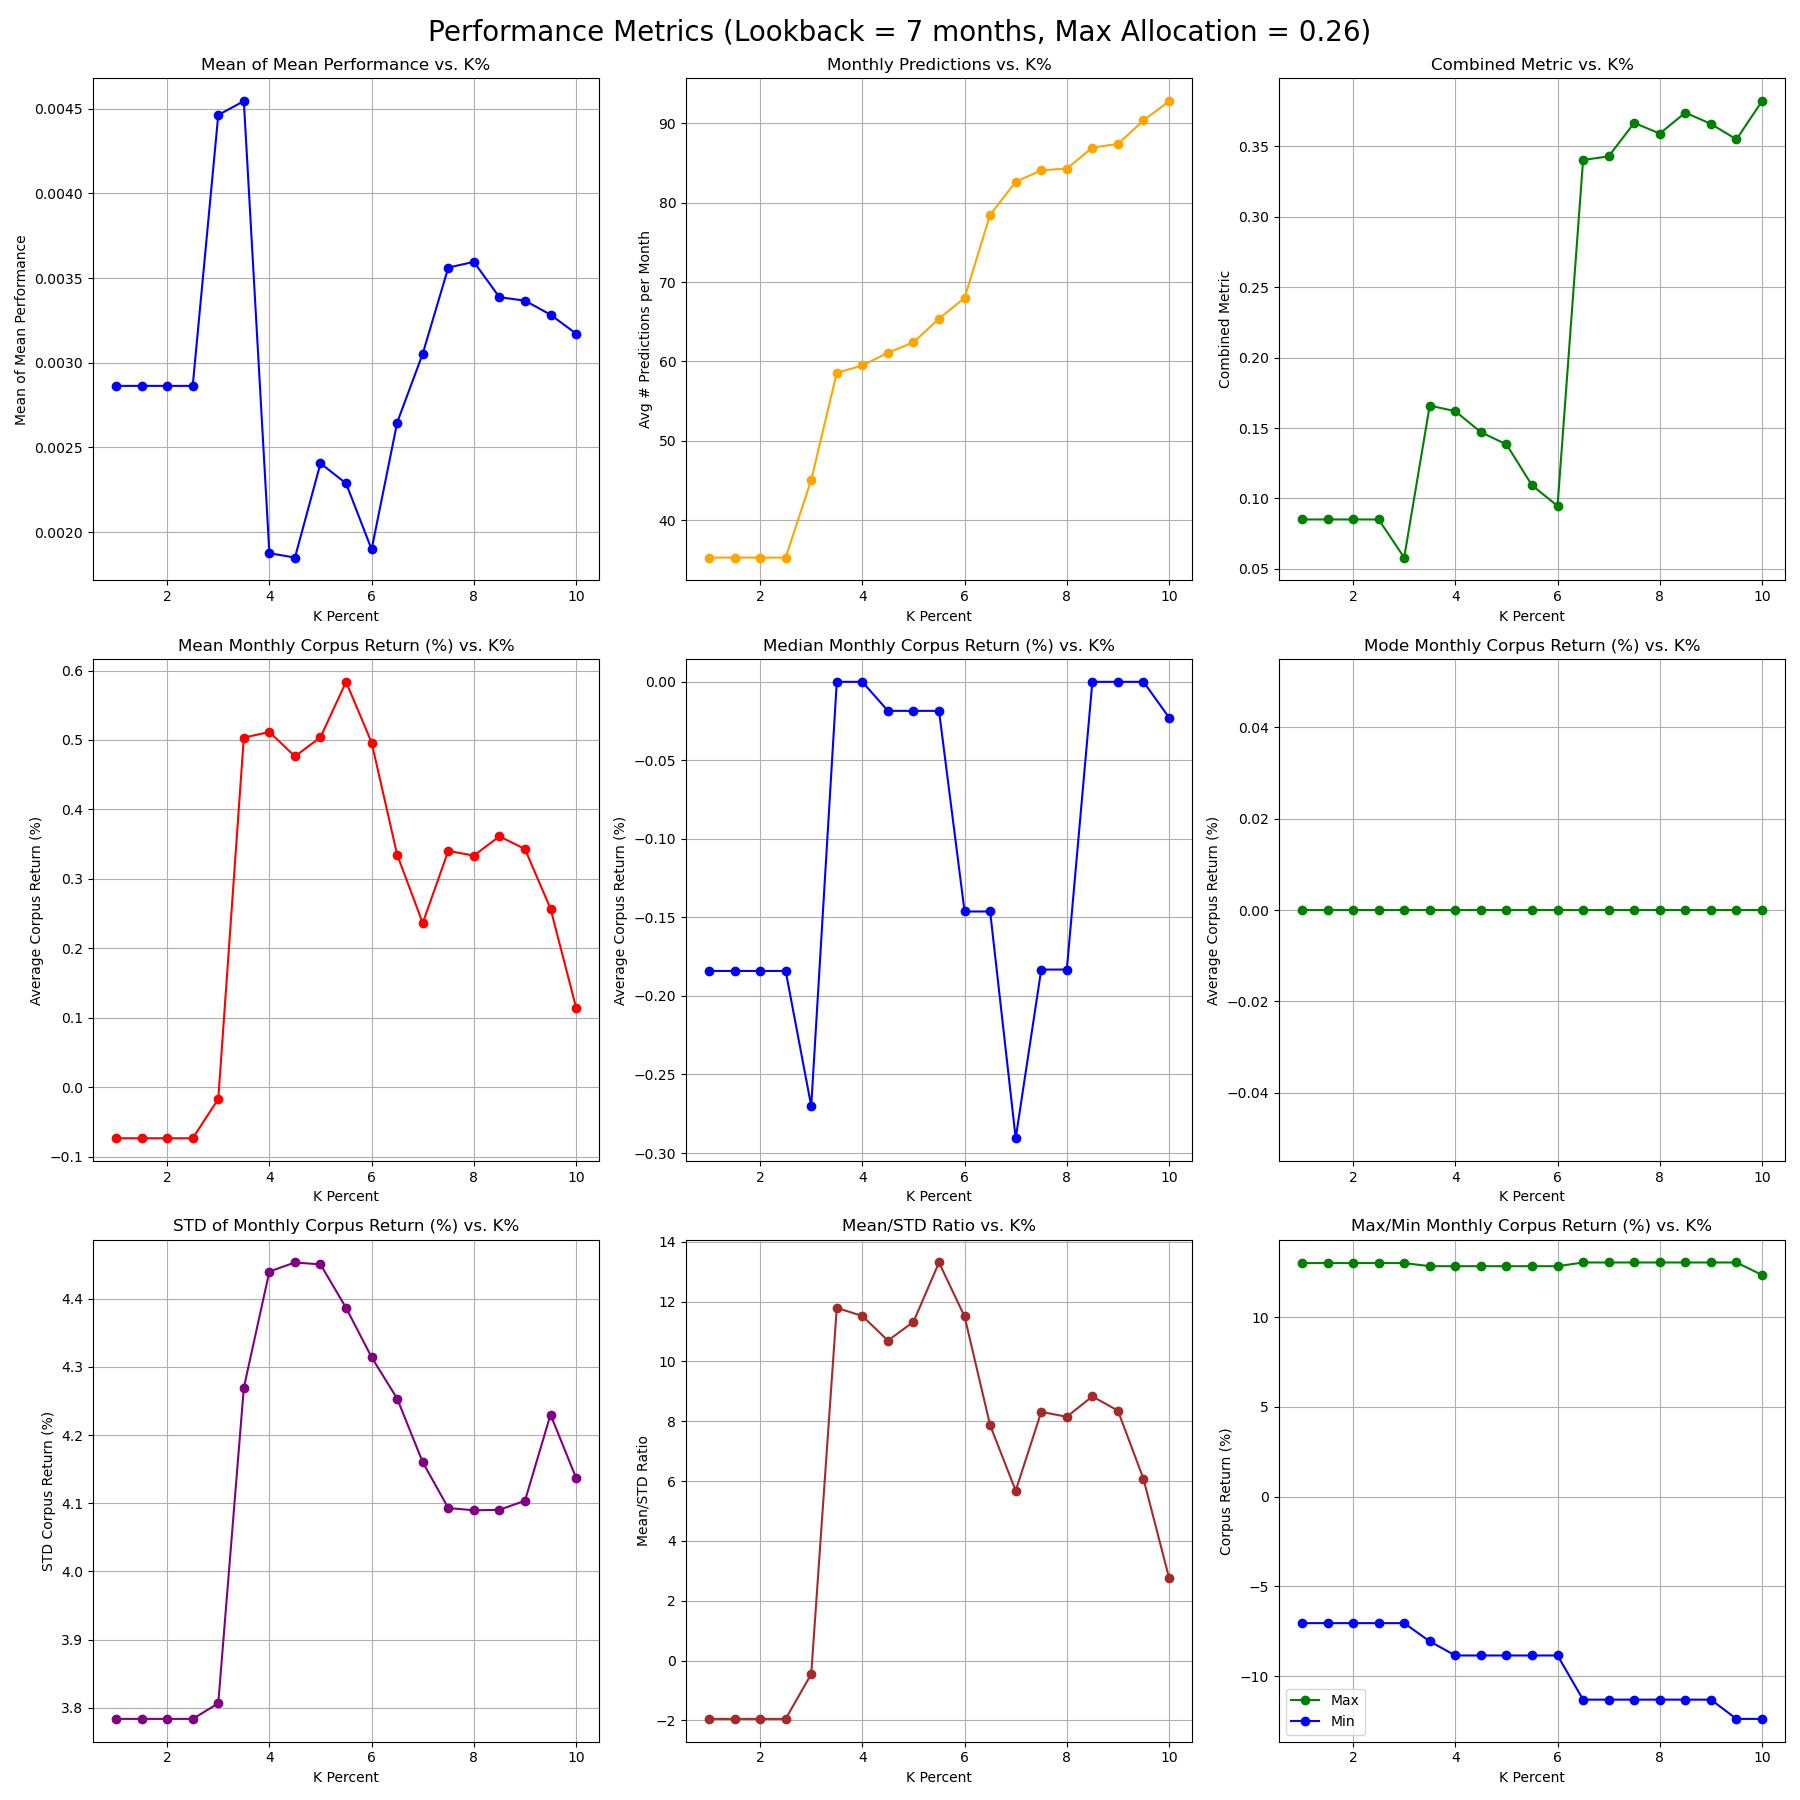 Performance Metrics (Lookback = 7 months, Max Allocation = 0.26)
Mean of Mean Performance vs. K%
Mean of Mean Performance
0.0045
0.0040
0.0035
0.0030
0.0025
0.0020
2 4 6 8 10
K Percent
Monthly Predictions vs. K%
Avg # Predictions per Month
90
80
70
60
50
40
2 4 6 8 10
K Percent
Combined Metric vs. K%
Combined Metric
0.35
0.30
0.25
0.20
0.15
0.10
0.05
2 4 6 8 10
K Percent
Mean Monthly Corpus Return (%) vs. K%
Average Corpus Return (%)
0.6
0.5
0.4
0.3
0.2
0.1
0.0
−0.1
2 4 6 8 10
K Percent
Median Monthly Corpus Return (%) vs. K%
Average Corpus Return (%)
0.00
−0.05
−0.10
−0.15
−0.20
−0.25
−0.30
2 4 6 8 10
K Percent
Mode Monthly Corpus Return (%) vs. K%
Average Corpus Return (%)
0.04
0.02
0.00
−0.02
−0.04
2 4 6 8 10
K Percent
STD of Monthly Corpus Return (%) vs. K%
STD Corpus Return (%)
4.4
4.3
4.2
4.1
4.0
3.9
3.8
2 4 6 8 10
K Percent
Mean/STD Ratio vs. K%
Mean/STD Ratio
14
12
10
8
6
4
2
0
−2
2 4 6 8 10
K Percent
Max/Min Monthly Corpus Return (%) vs. K%
Corpus Return (%)
10
5
0
−5
−10
Max
Min
2 4 6 8 10
K Percent